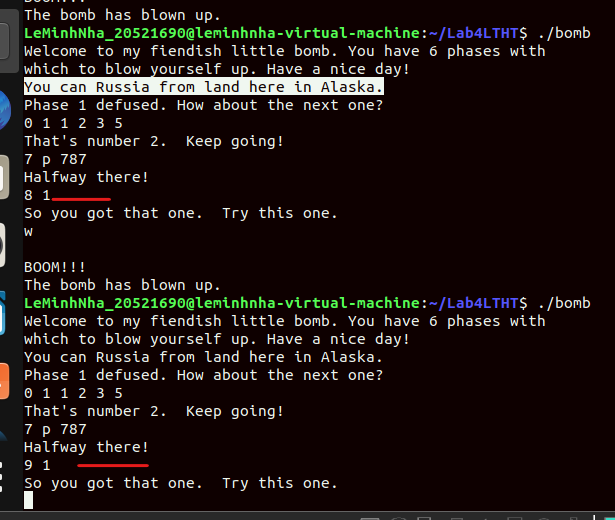 BOOM!!!
The bomb has blown up.
LeMinhNha_20521690@leminhnha-virtual-machine:~/Lab4LTHT$ ./bomb
Welcome to my fiendish little bomb. You have 6 phases with
which to blow yourself up. Have a nice day!
You can Russia from land here in Alaska.
Phase 1 defused. How about the next one?
0 1 1 2 3 5
That's number 2.  Keep going!
7 p 787
Halfway there!
8 1
So you got that one.  Try this one.
w
BOOM!!!
The bomb has blown up.
LeMinhNha_20521690@leminhnha-virtual-machine:~/Lab4LTHT$ ./bomb
Welcome to my fiendish little bomb. You have 6 phases with
which to blow yourself up. Have a nice day!
You can Russia from land here in Alaska.
Phase 1 defused. How about the next one?
0 1 1 2 3 5
That's number 2.  Keep going!
7 p 787
Halfway there!
9 1
So you got that one.  Try this one.